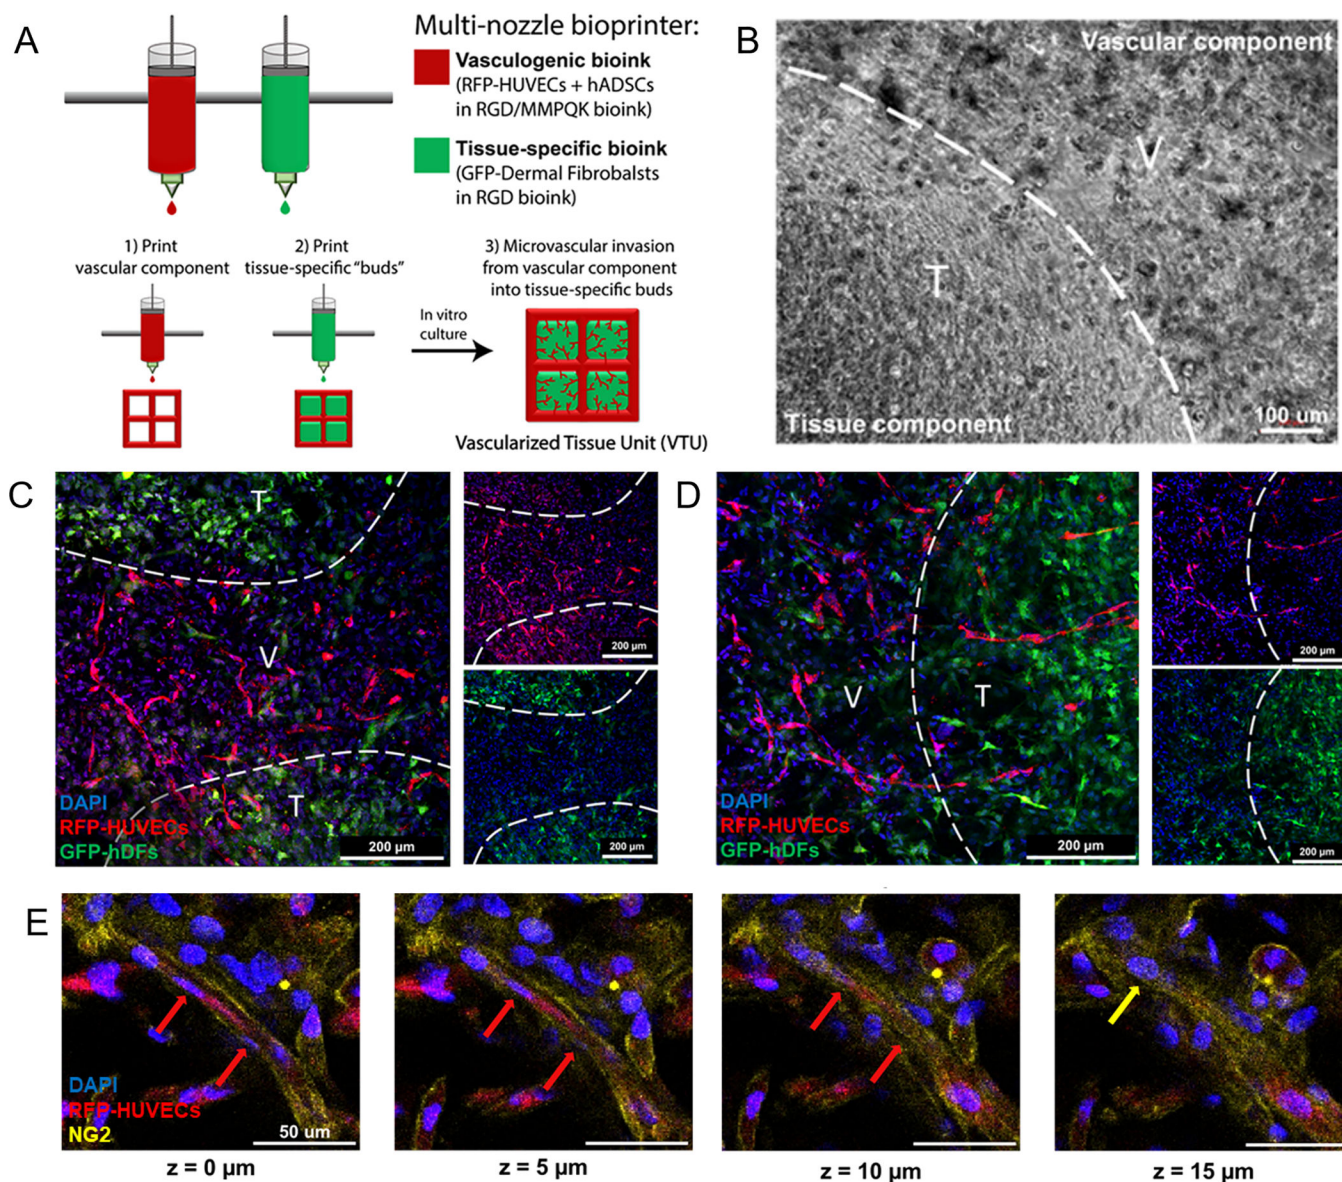 A
Multi-nozzle bioprinter:
Vasculogenic bioink
(RFP-HUVECs + hADSCs
in RGD/MMPQK bioink)
Tissue-specific bioink
(GFP-Dermal Fibrobalsts
in RGD bioink)
1) Print
vascular component
2) Print
tissue-specific "buds"
In vitro
culture
3) Microvascular invasion
from vascular component
into tissue-specific buds
Vascularized Tissue Unit (VTU)
B
Vascular component
V
T
Tissue component
100 um
C
T
V
T
DAPI
RFP-HUVECs
GFP-hDFs
200 µm
200 µm
200 µm
D
V
T
DAPI
RFP-HUVECs
GFP-hDFs
200 µm
200 µm
200 µm
E
DAPI
RFP-HUVECs
NG2
50 um
z = 0 µm
z = 5 µm
z = 10 µm
z = 15 µm